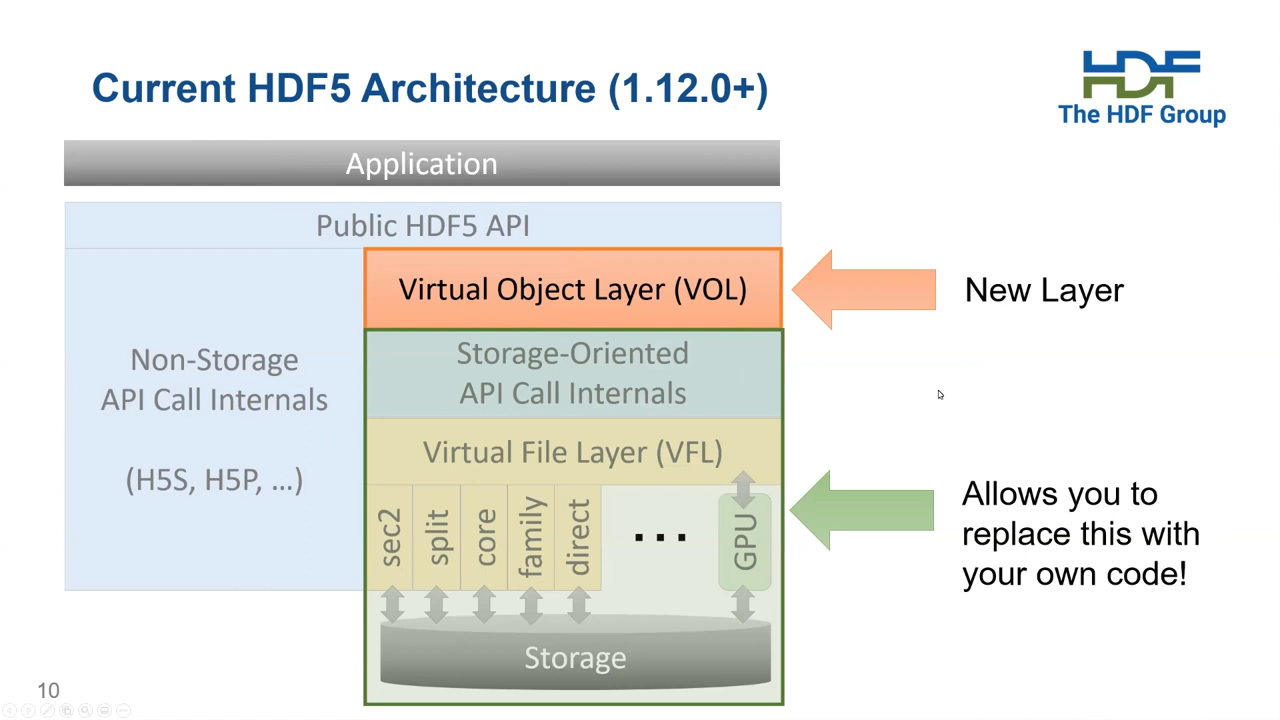 Current HDF5 Architecture (1.12.0+)
The HDF Group
Application
Public HDF5 API
Virtual Object Layer (VOL)
New Layer
Non-Storage
API Call Internals
(H5S, H5P, ...)
Storage-Oriented
API Call Internals
Virtual File Layer (VFL)
sec2
split
core
family
direct
...
GPU
Allows you to
replace this with
your own code!
Storage
10